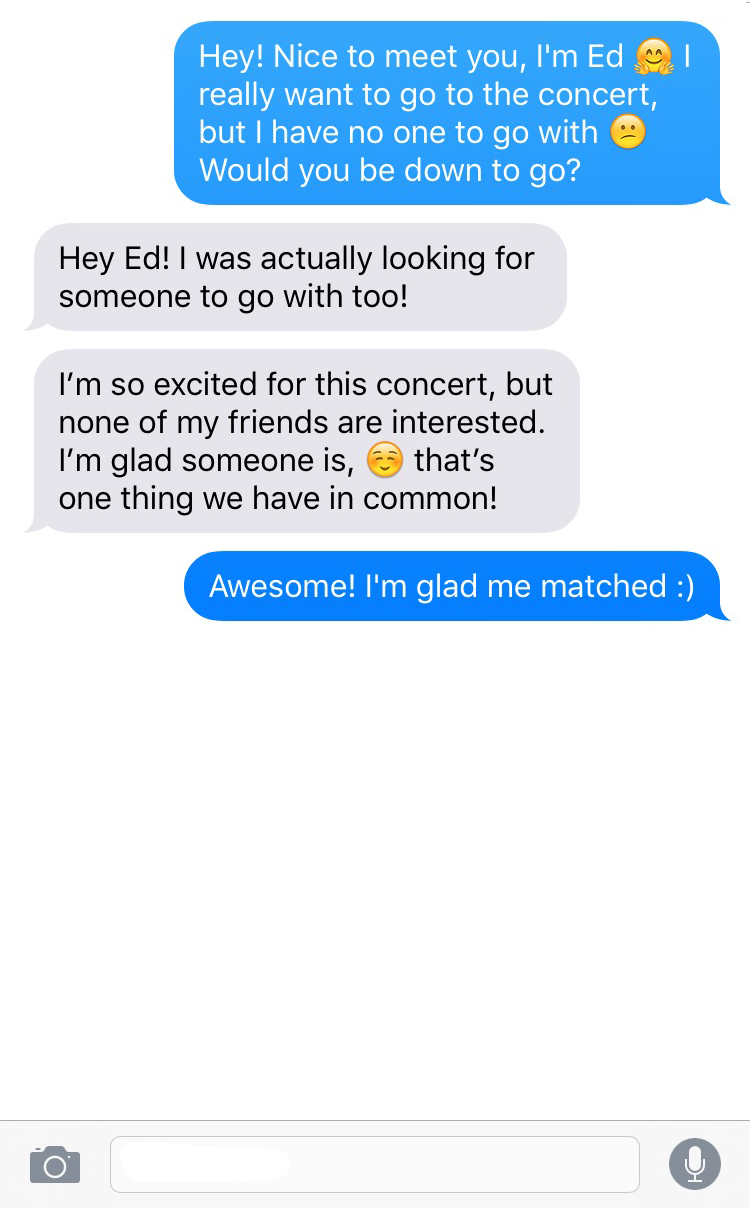 Hey! Nice to meet you, I'm Ed 🤗 I
really want to go to the concert,
but I have no one to go with 😕
Would you be down to go?
Hey Ed! I was actually looking for
someone to go with too!
I’m so excited for this concert, but
none of my friends are interested.
I’m glad someone is, ☺️ that’s
one thing we have in common!
Awesome! I'm glad me matched :)